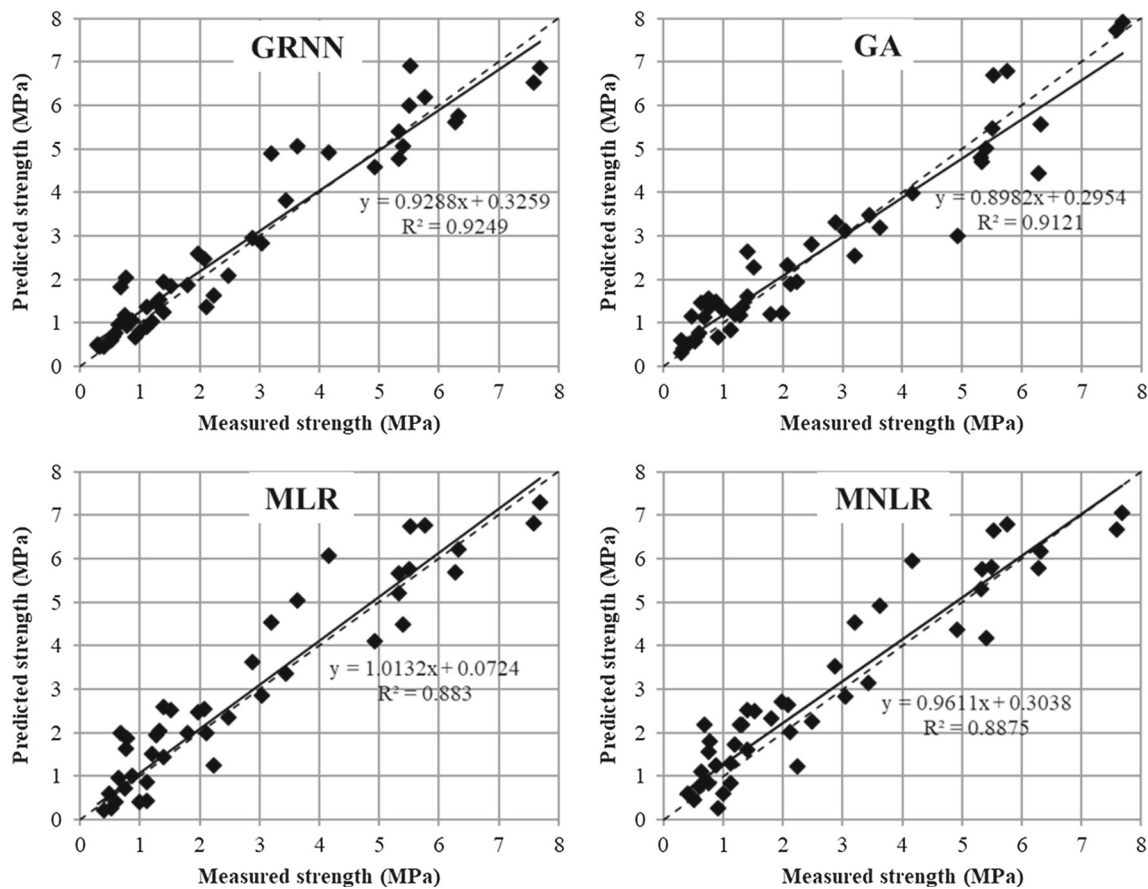 GRNN
Predicted strength (MPa)
8
7
6
5
4
3
2
1
0
y = 0.9288x + 0.3259
R² = 0.9249
0 1 2 3 4 5 6 7 8
Measured strength (MPa)
GA
Predicted strength (MPa)
8
7
6
5
4
3
2
1
0
y = 0.8982x + 0.2954
R² = 0.9121
0 1 2 3 4 5 6 7 8
Measured strength (MPa)
MLR
Predicted strength (MPa)
8
7
6
5
4
3
2
1
0
y = 1.0132x + 0.0724
R² = 0.883
0 1 2 3 4 5 6 7 8
Measured strength (MPa)
MNLR
Predicted strength (MPa)
8
7
6
5
4
3
2
1
0
y = 0.9611x + 0.3038
R² = 0.8875
0 1 2 3 4 5 6 7 8
Measured strength (MPa)